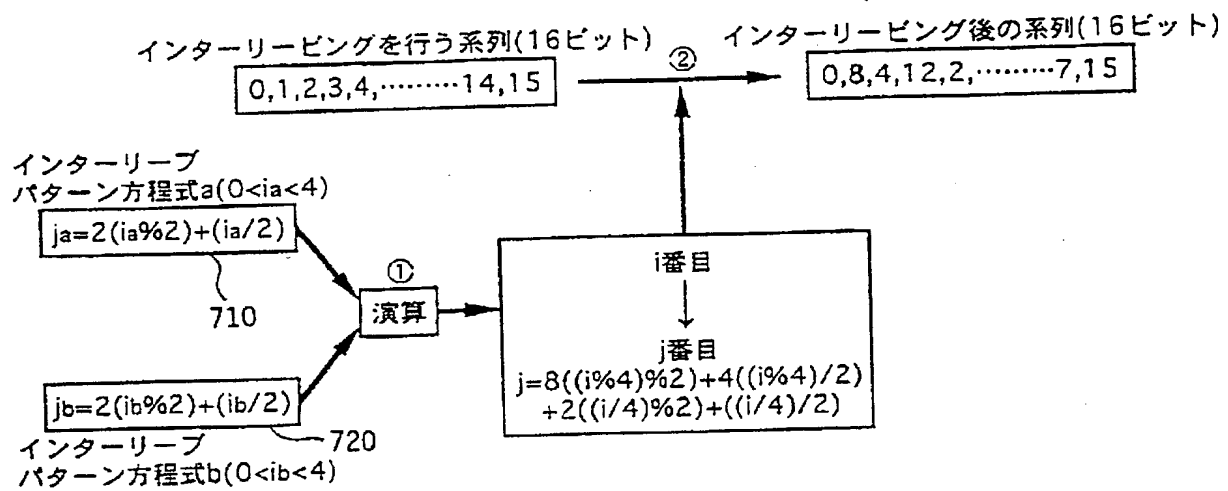 インターリービングを行う系列(16ビット)
0,1,2,3,4,………14,15
②
インターリービング後の系列(16ビット)
0,8,4,12,2,………7,15
インターリーブ
パターン方程式a(0<ia<4)
ja=2(ia%2)+(ia/2)
710
①
演算
i番目
↓
j番目
j=8((i%4)%2)+4((i%4)/2)
+2((i/4)%2)+((i/4)/2)
jb=2(ib%2)+(ib/2)
720
インターリーブ
パターン方程式b(0<ib<4)